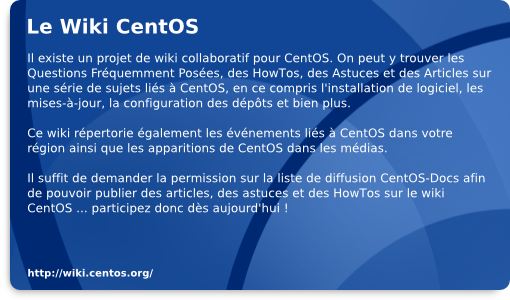 Le Wiki CentOS
Il existe un projet de wiki collaboratif pour CentOS. On peut y trouver les
Questions Fréquemment Posées, des HowTos, des Astuces et des Articles sur
une série de sujets liés à CentOS, en ce compris l'installation de logiciel, les
mises-à-jour, la configuration des dépôts et bien plus.
Ce wiki répertorie également les événements liés à CentOS dans votre
région ainsi que les apparitions de CentOS dans les médias.
Il suffit de demander la permission sur la liste de diffusion CentOS-Docs afin
de pouvoir publier des articles, des astuces et des HowTos sur le wiki
CentOS ... participez donc dès aujourd'hui !
http://wiki.centos.org/